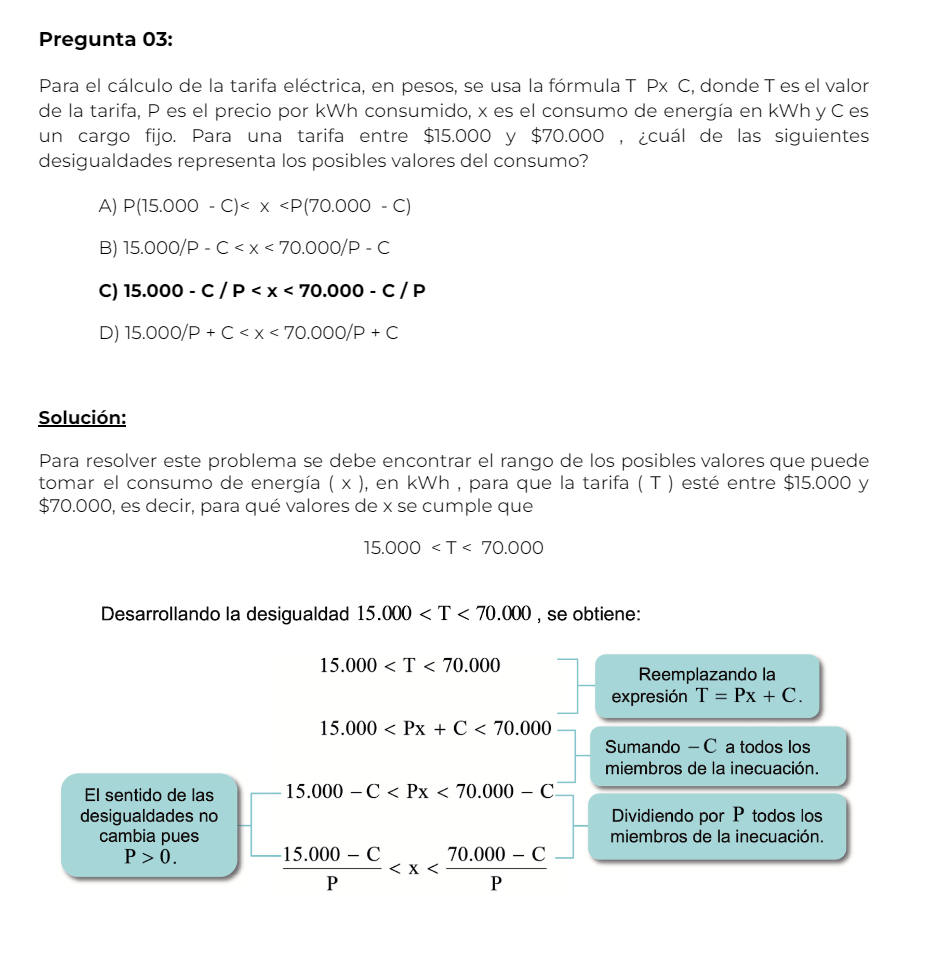 Pregunta 03:
Para el cálculo de la tarifa eléctrica, en pesos, se usa la fórmula T Px C, donde T es el valor
de la tarifa, P es el precio por kWh consumido, x es el consumo de energía en kWh y C es
un cargo fijo. Para una tarifa entre $15.000 y $70.000 , ¿cuál de las siguientes
desigualdades representa los posibles valores del consumo?
A) P(15.000 - C)< x <P(70.000 - C)
B) 15.000/P - C < x < 70.000/P - C
C) 15.000 - C / P < x < 70.000 - C / P
D) 15.000/P + C < x < 70.000/P + C
Solución:
Para resolver este problema se debe encontrar el rango de los posibles valores que puede
tomar el consumo de energía ( x ), en kWh , para que la tarifa ( T ) esté entre $15.000 y
$70.000, es decir, para qué valores de x se cumple que
15.000 < T < 70.000
Desarrollando la desigualdad 15.000 < T < 70.000 , se obtiene:
15.000 < T < 70.000
Reemplazando la
expresión T = Px + C.
15.000 < Px + C < 70.000
Sumando – C a todos los
miembros de la inecuación.
15.000 – C < Px < 70.000 – C
El sentido de las
desigualdades no
cambia pues
P > 0.
Dividiendo por P todos los
miembros de la inecuación.
15.000 – C 70.000 – C
< x <
P P